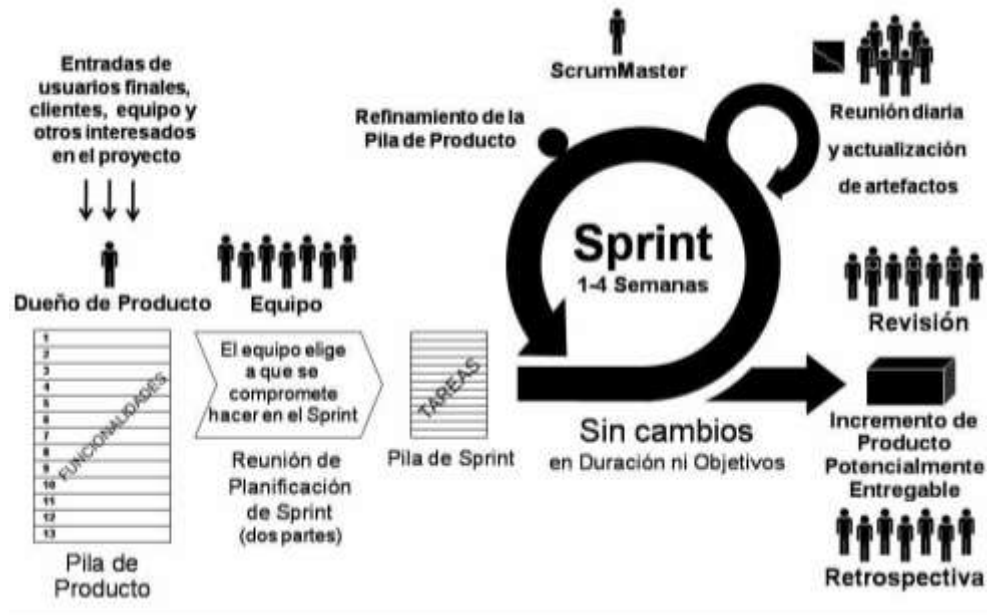 Entradas de
usuarios finales,
clientes, equipo y
otros interesados
en el proyecto
Dueño de Producto
1
2
3
4
5
6
7
8
9
10
11
12
13
FUNCIONALIDADES
Pila de
Producto
Equipo
El equipo elige
a que se
compromete
hacer en el Sprint
Reunión de
Planificación
de Sprint
(dos partes)
TAREAS
Pila de Sprint
ScrumMaster
Refinamiento de la
Pila de Producto
Sprint
1-4 Semanas
Sin cambios
en Duración ni Objetivos
Reunión diaria
y actualización
de artefactos
Revisión
Incremento de
Producto
Potencialmente
Entregable
Retrospectiva